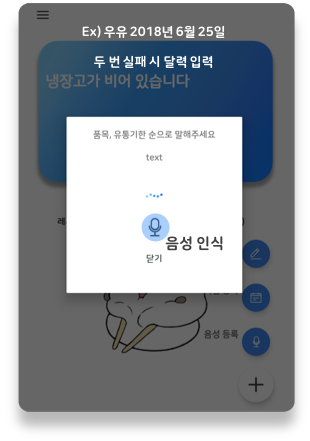 Ex) 우유 2018년 6월 25일
두 번 실패 시 달력 입력
냉장고가 비어 있습니다
품목, 유통기한 순으로 말해주세요
text
음성 인식
닫기
음성 등록